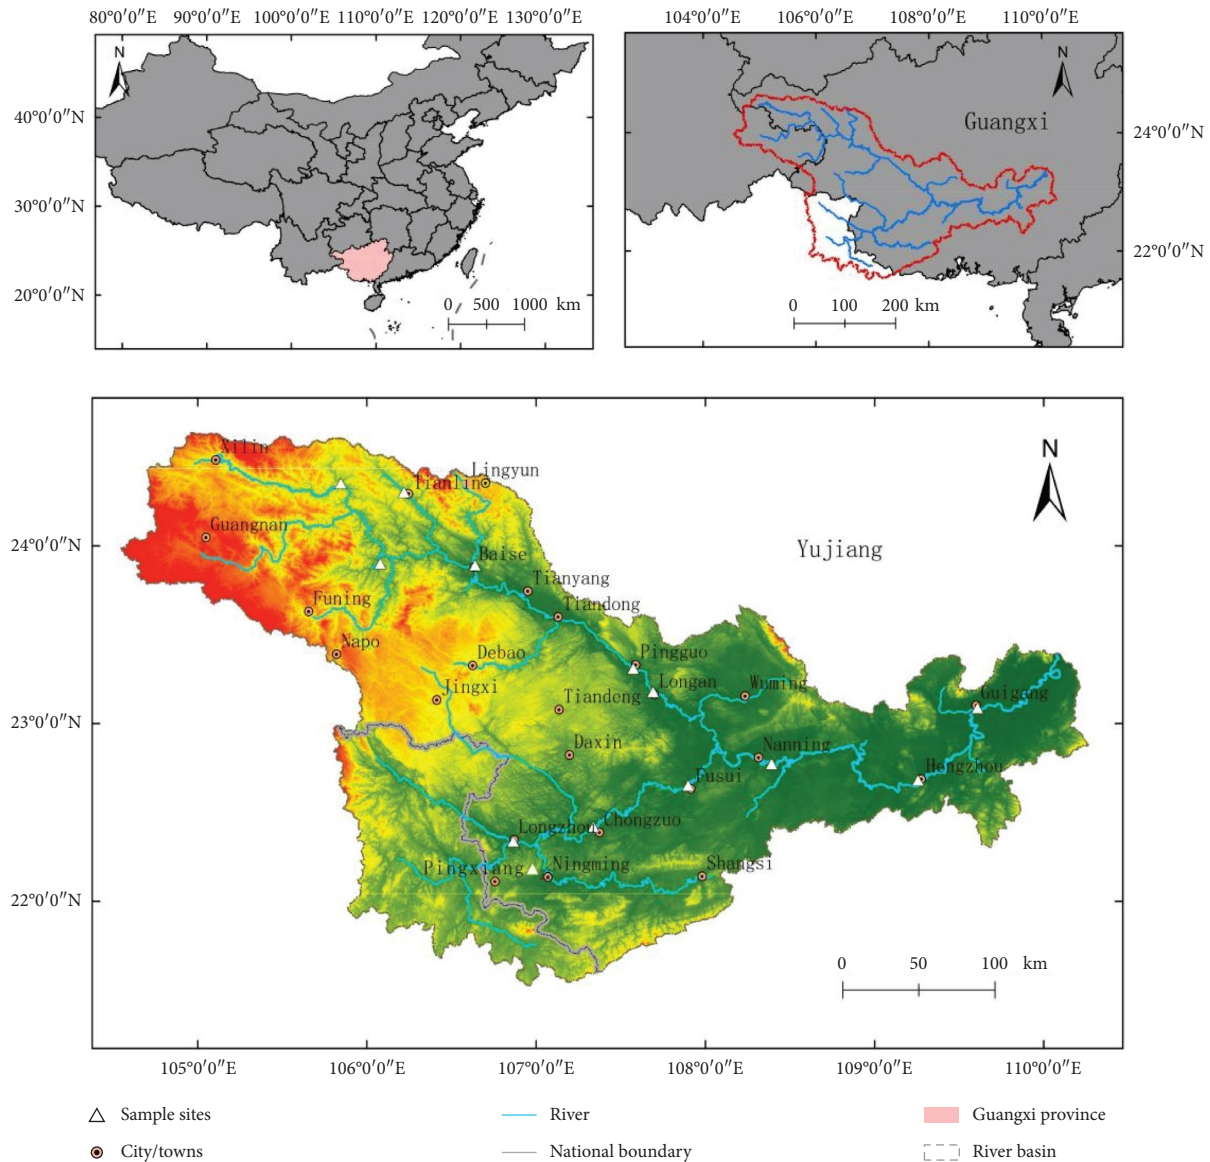 80°0′0″E 90°0′0″E 100°0′0″E 110°0′0″E 120°0′0″E 130°0′0″E
N
40°0′0″N
30°0′0″N
20°0′0″N
0 500 1000 km
104°0′0″E 106°0′0″E 108°0′0″E 110°0′0″E
N
Guangxi
24°0′0″N
22°0′0″N
0 100 200 km
N
Yujiang
Xilin
Lingyun
Tianlin
Guangnan
24°0′0″N
Baise
Tianyang
Funing
Tiandong
Napo
Debao
Pingguo
Jingxi
Longan
Wuming
Tiandeng
Guigang
23°0′0″N
Daxin
Nanning
Fusui
Hengzhou
Longzhou
Chongzuo
Pingxiang
Ningming
Shangsi
22°0′0″N
0 50 100 km
105°0′0″E 106°0′0″E 107°0′0″E 108°0′0″E 109°0′0″E 110°0′0″E
Sample sites
City/towns
River
National boundary
Guangxi province
River basin